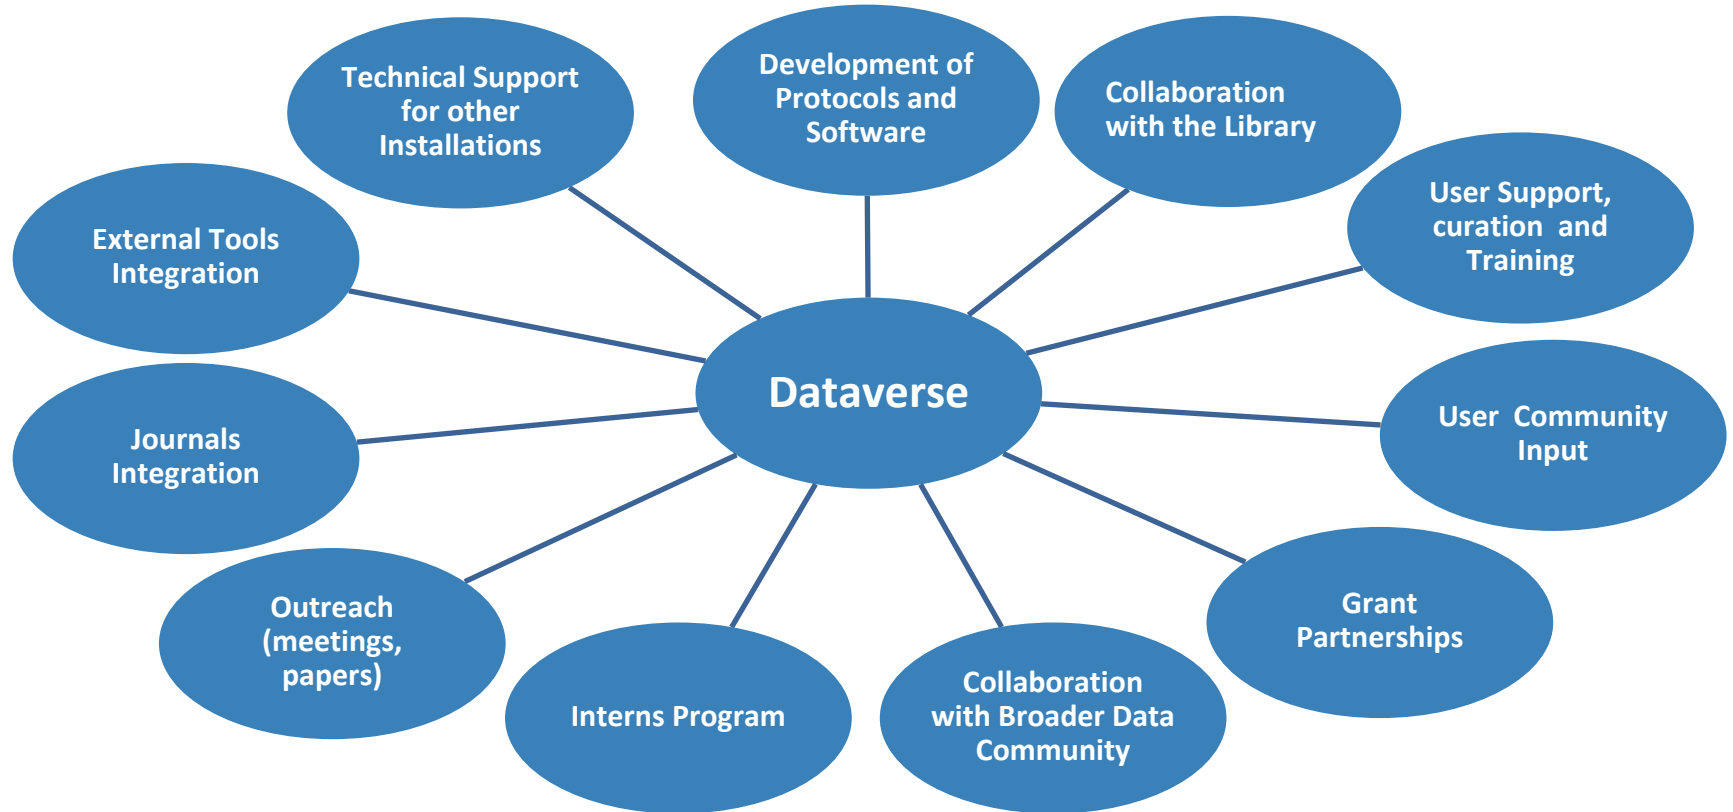 Technical Support
for other
Installations
Development of
Protocols and
Software
Collaboration
with the Library
User Support,
curation and
Training
External Tools
Integration
Dataverse
User Community
Input
Journals
Integration
Grant
Partnerships
Outreach
(meetings,
papers)
Interns Program
Collaboration
with Broader Data
Community